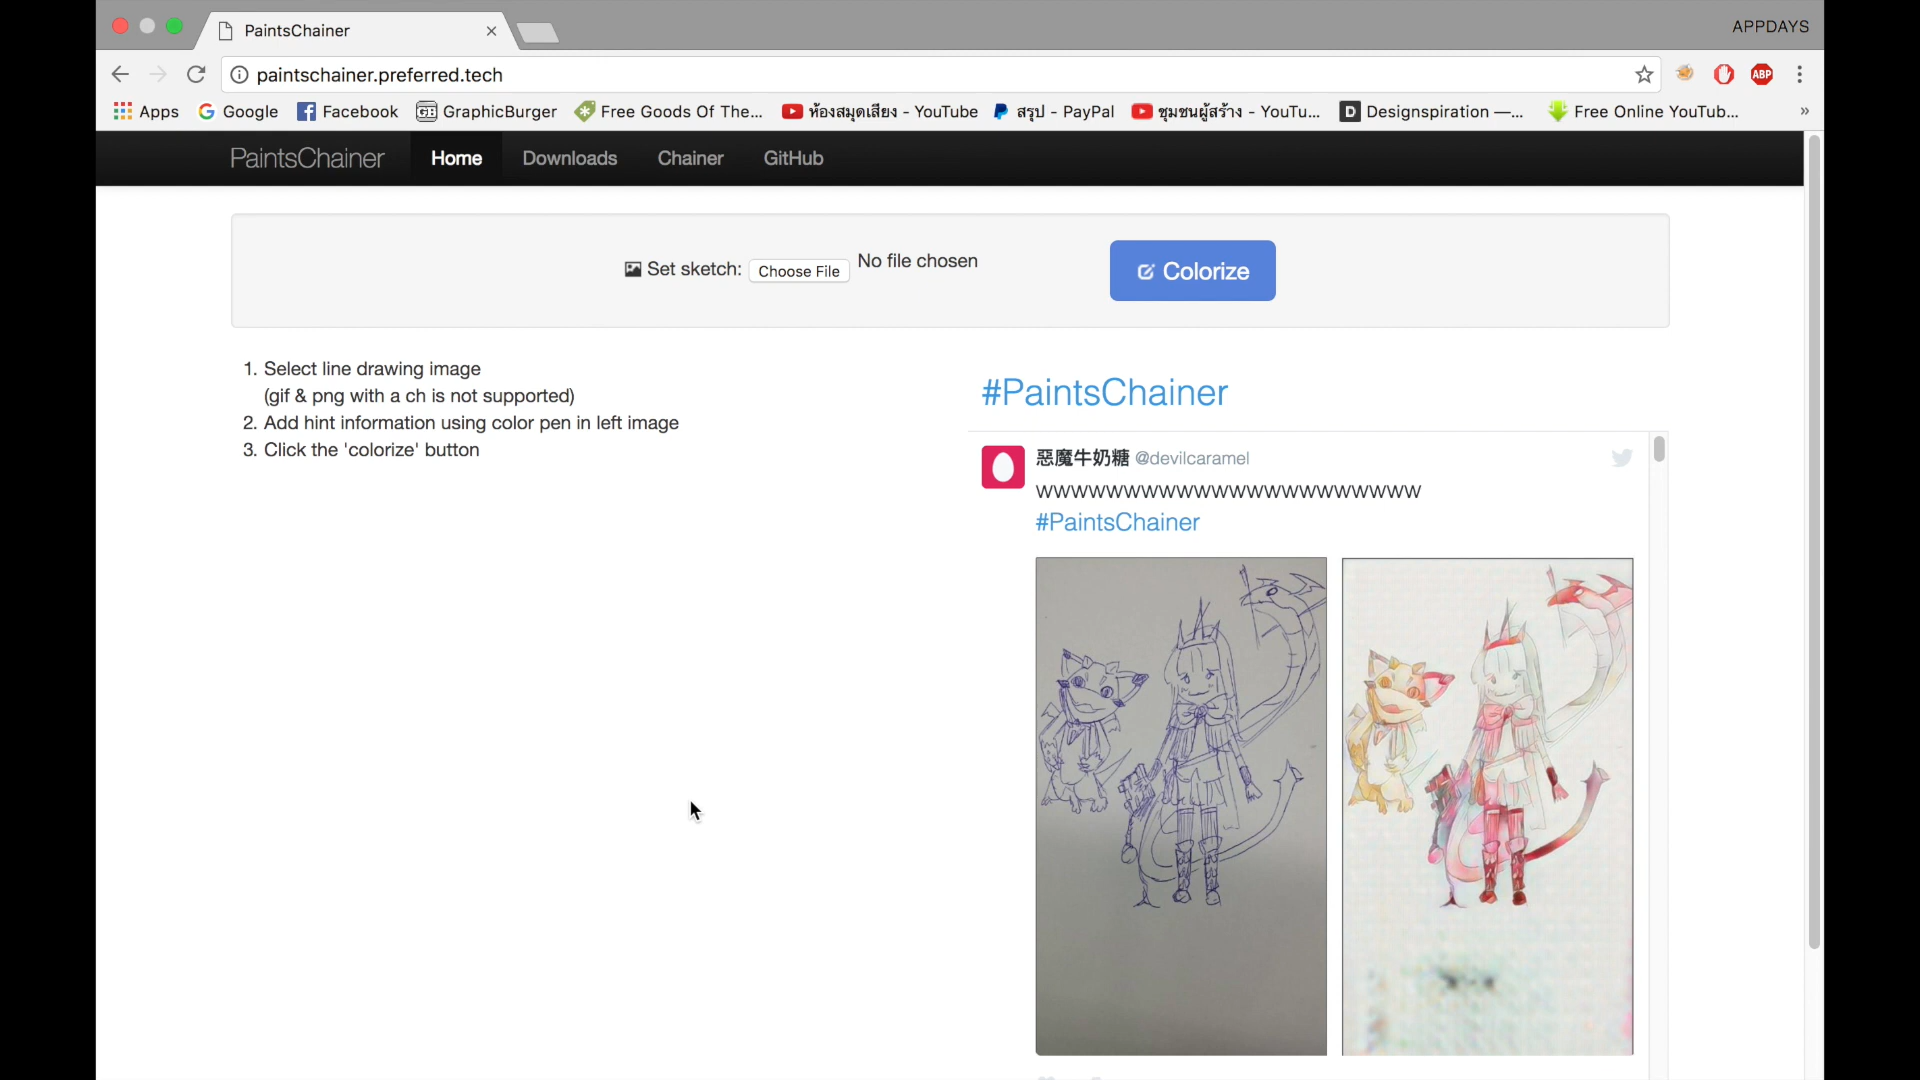 PaintsChainer
APPDAYS
paintschainer.preferred.tech
ABP
Apps Google Facebook GraphicBurger Free Goods Of The... ห้องสมุดเสียง - YouTube สรุป - PayPal ชุมชนผู้สร้าง - YouTu... Designspiration —... Free Online YouTub... »
PaintsChainer Home Downloads Chainer GitHub
Set sketch: Choose File No file chosen Colorize
1. Select line drawing image
(gif & png with a ch is not supported)
2. Add hint information using color pen in left image
3. Click the 'colorize' button
#PaintsChainer
惡魔牛奶糖 @devilcaramel
wwwwwwwwwwwwwwwwwwwwww
#PaintsChainer